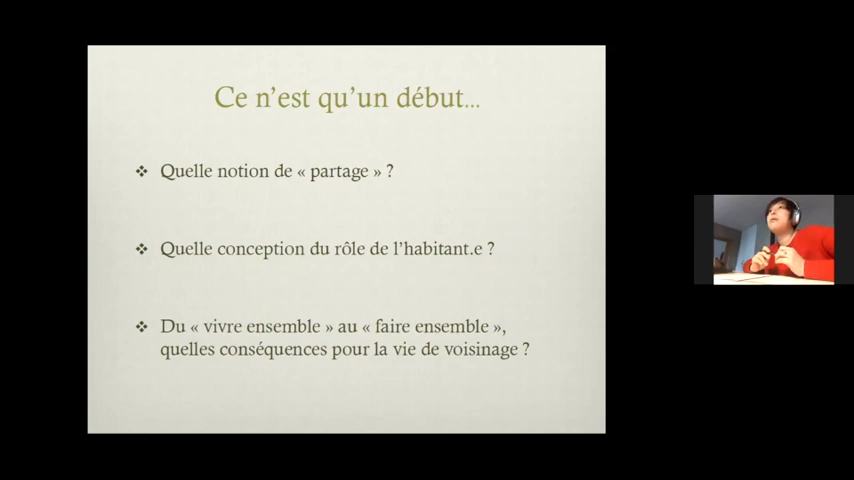 Ce n'est qu'un début...
❖ Quelle notion de « partage » ?
❖ Quelle conception du rôle de l'habitant.e ?
❖ Du « vivre ensemble » au « faire ensemble »,
quelles conséquences pour la vie de voisinage ?